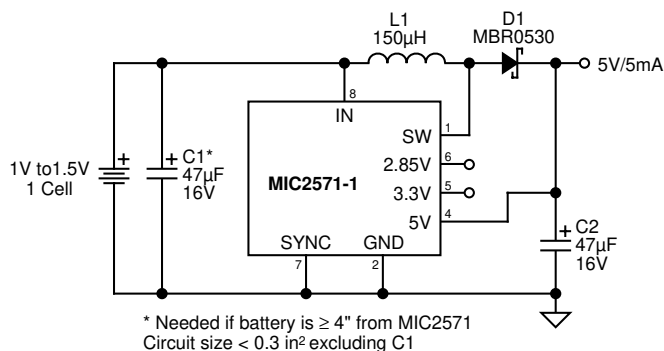 L1
150µH
D1
MBR0530
5V/5mA
8
IN
SW
1
1V to1.5V
1 Cell
+
+
C1*
47µF
16V
MIC2571-1
2.85V
6
3.3V
5
5V
4
SYNC
GND
7
2
+
C2
47µF
16V
* Needed if battery is ≥ 4" from MIC2571
Circuit size < 0.3 in² excluding C1